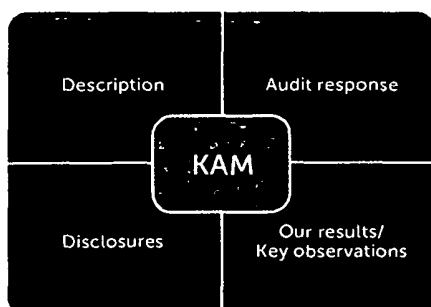 Description
Audit response
KAM
Disclosures
Our results/
Key observations